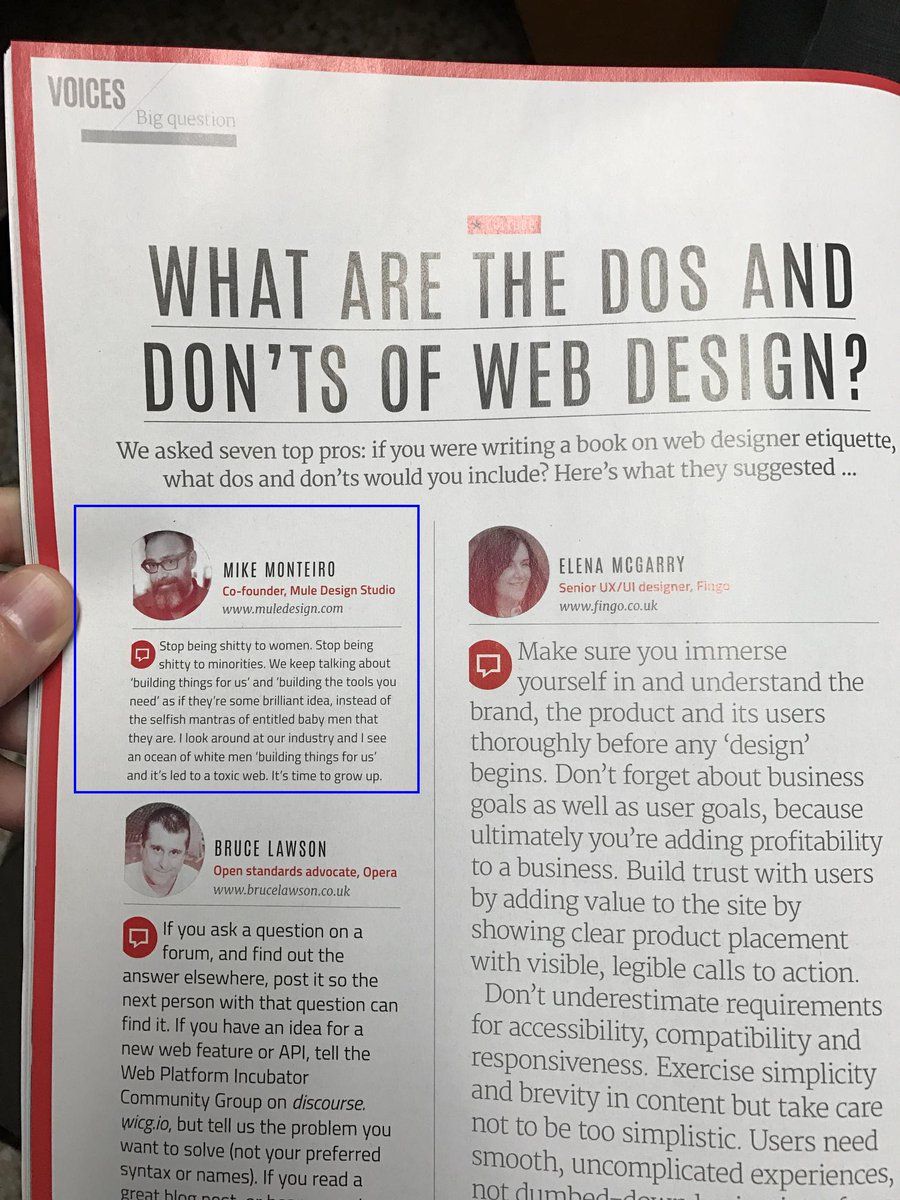 VOICES
Big question
WHAT ARE THE DOS AND
DON'TS OF WEB DESIGN?
We asked seven top pros: if you were writing a book on web designer etiquette,
what dos and don'ts would you include? Here's what they suggested ...
MIKE MONTEIRO
Co-founder, Mule Design Studio
www.muledesign.com
Stop being shitty to women. Stop being
shitty to minorities. We keep talking about
'building things for us' and 'building the tools you
need' as if they're some brilliant idea, instead of
the selfish mantras of entitled baby men that
they are. I look around at our industry and I see
an ocean of white men 'building things for us'
and it's led to a toxic web. It's time to grow up.
BRUCE LAWSON
Open standards advocate, Opera
www.brucelawson.co.uk
If you ask a question on a
forum, and find out the
answer elsewhere, post it so the
next person with that question can
find it. If you have an idea for a
new web feature or API, tell the
Web Platform Incubator
Community Group on discourse.
wicg.io, but tell us the problem you
want to solve (not your preferred
syntax or names). If you read a
great blog post, or
ELENA MCGARRY
Senior UX/UI designer, Fingo
www.fingo.co.uk
Make sure you immerse
yourself in and understand the
brand, the product and its users
thoroughly before any 'design'
begins. Don't forget about business
goals as well as user goals, because
ultimately you're adding profitability
to a business. Build trust with users
by adding value to the site by
showing clear product placement
with visible, legible calls to action.
Don't underestimate requirements
for accessibility, compatibility and
responsiveness. Exercise simplicity
and brevity in content but take care
not to be too simplistic. Users need
smooth, uncomplicated experiences,
not dumbed-down